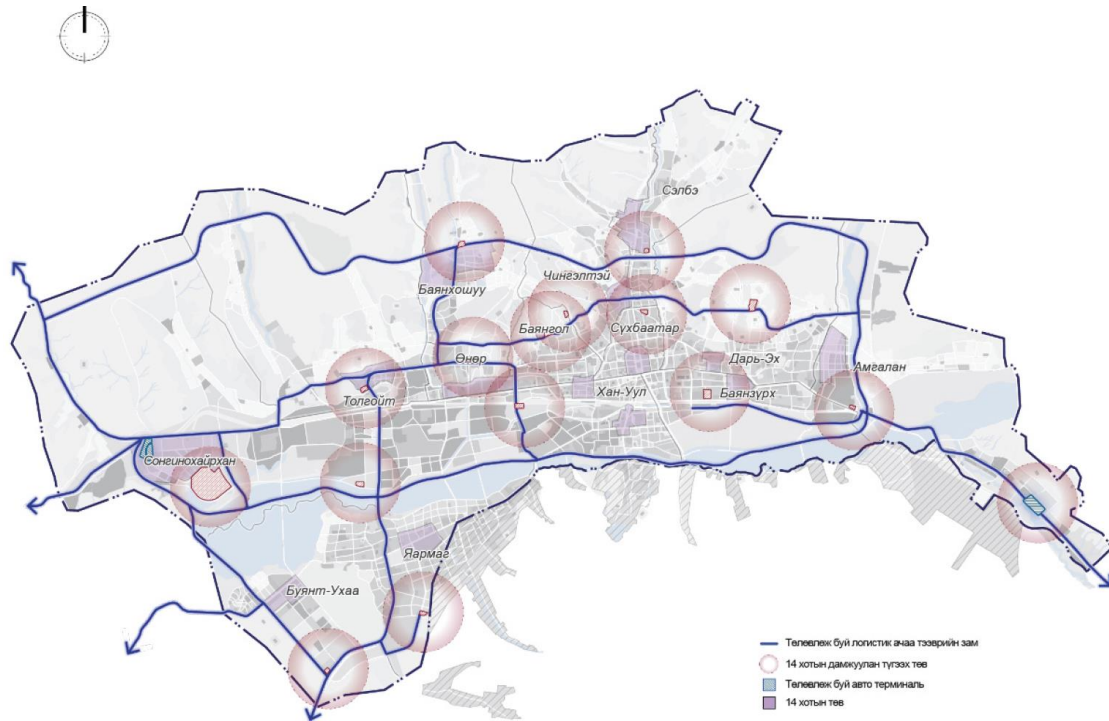 Сэлбэ
Чингэлтэй
Баянхошуу
Баянгол
Сүхбаатар
Өнөр
Дарь-Эх
Амгалан
Толгойт
Хан-Уул
Баянзүрх
Сонгинохайрхан
Яармаг
Буянт-Ухаа
Төлөвлөж буй логистик ачаа тээврийн зам
14 хотын дамжуулан түгээх төв
Төлөвлөж буй авто терминаль
14 хотын төв